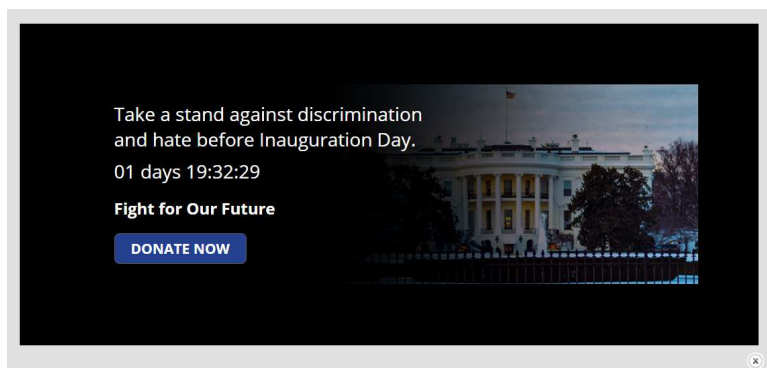 Take a stand against discrimination
and hate before Inauguration Day.
01 days 19:32:29
Fight for Our Future
DONATE NOW
x